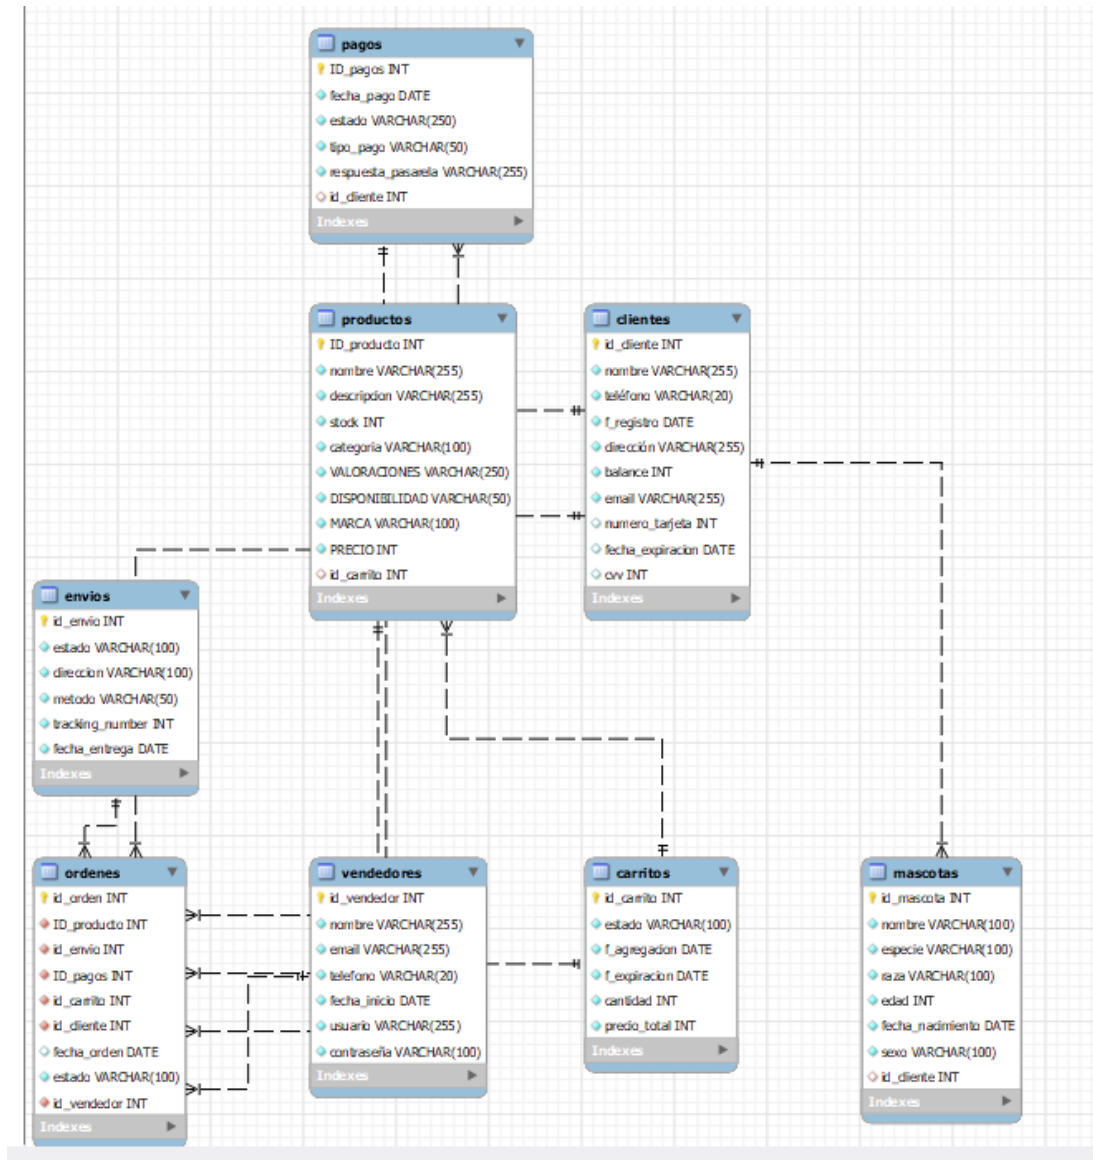 pagos
ID_pagos INT
fecha_pago DATE
estado VARCHAR(250)
tipo_pago VARCHAR(50)
respuesta_pasarela VARCHAR(255)
id_cliente INT
Indexes
productos
ID_producto INT
nombre VARCHAR(255)
descripcion VARCHAR(255)
stock INT
categoria VARCHAR(100)
VALORACIONES VARCHAR(250)
DISPONIBILIDAD VARCHAR(50)
MARCA VARCHAR(100)
PRECIO INT
id_carrito INT
Indexes
clientes
id_cliente INT
nombre VARCHAR(255)
teléfono VARCHAR(20)
f_registro DATE
dirección VARCHAR(255)
balance INT
email VARCHAR(255)
numero_tarjeta INT
fecha_expiracion DATE
cvv INT
Indexes
envios
id_envio INT
estado VARCHAR(100)
direccion VARCHAR(100)
metodo VARCHAR(50)
tracking_number INT
fecha_entrega DATE
Indexes
ordenes
id_orden INT
ID_producto INT
id_envio INT
ID_pagos INT
id_carrito INT
id_cliente INT
fecha_orden DATE
estado VARCHAR(100)
id_vendedor INT
Indexes
vendedores
id_vendedor INT
nombre VARCHAR(255)
email VARCHAR(255)
telefono VARCHAR(20)
fecha_inicio DATE
usuario VARCHAR(255)
contraseña VARCHAR(100)
Indexes
carritos
id_carrito INT
estado VARCHAR(100)
f_agregacion DATE
f_expiracion DATE
cantidad INT
precio_total INT
Indexes
mascotas
id_mascota INT
nombre VARCHAR(100)
especie VARCHAR(100)
raza VARCHAR(100)
edad INT
fecha_nacimiento DATE
sexo VARCHAR(100)
id_cliente INT
Indexes